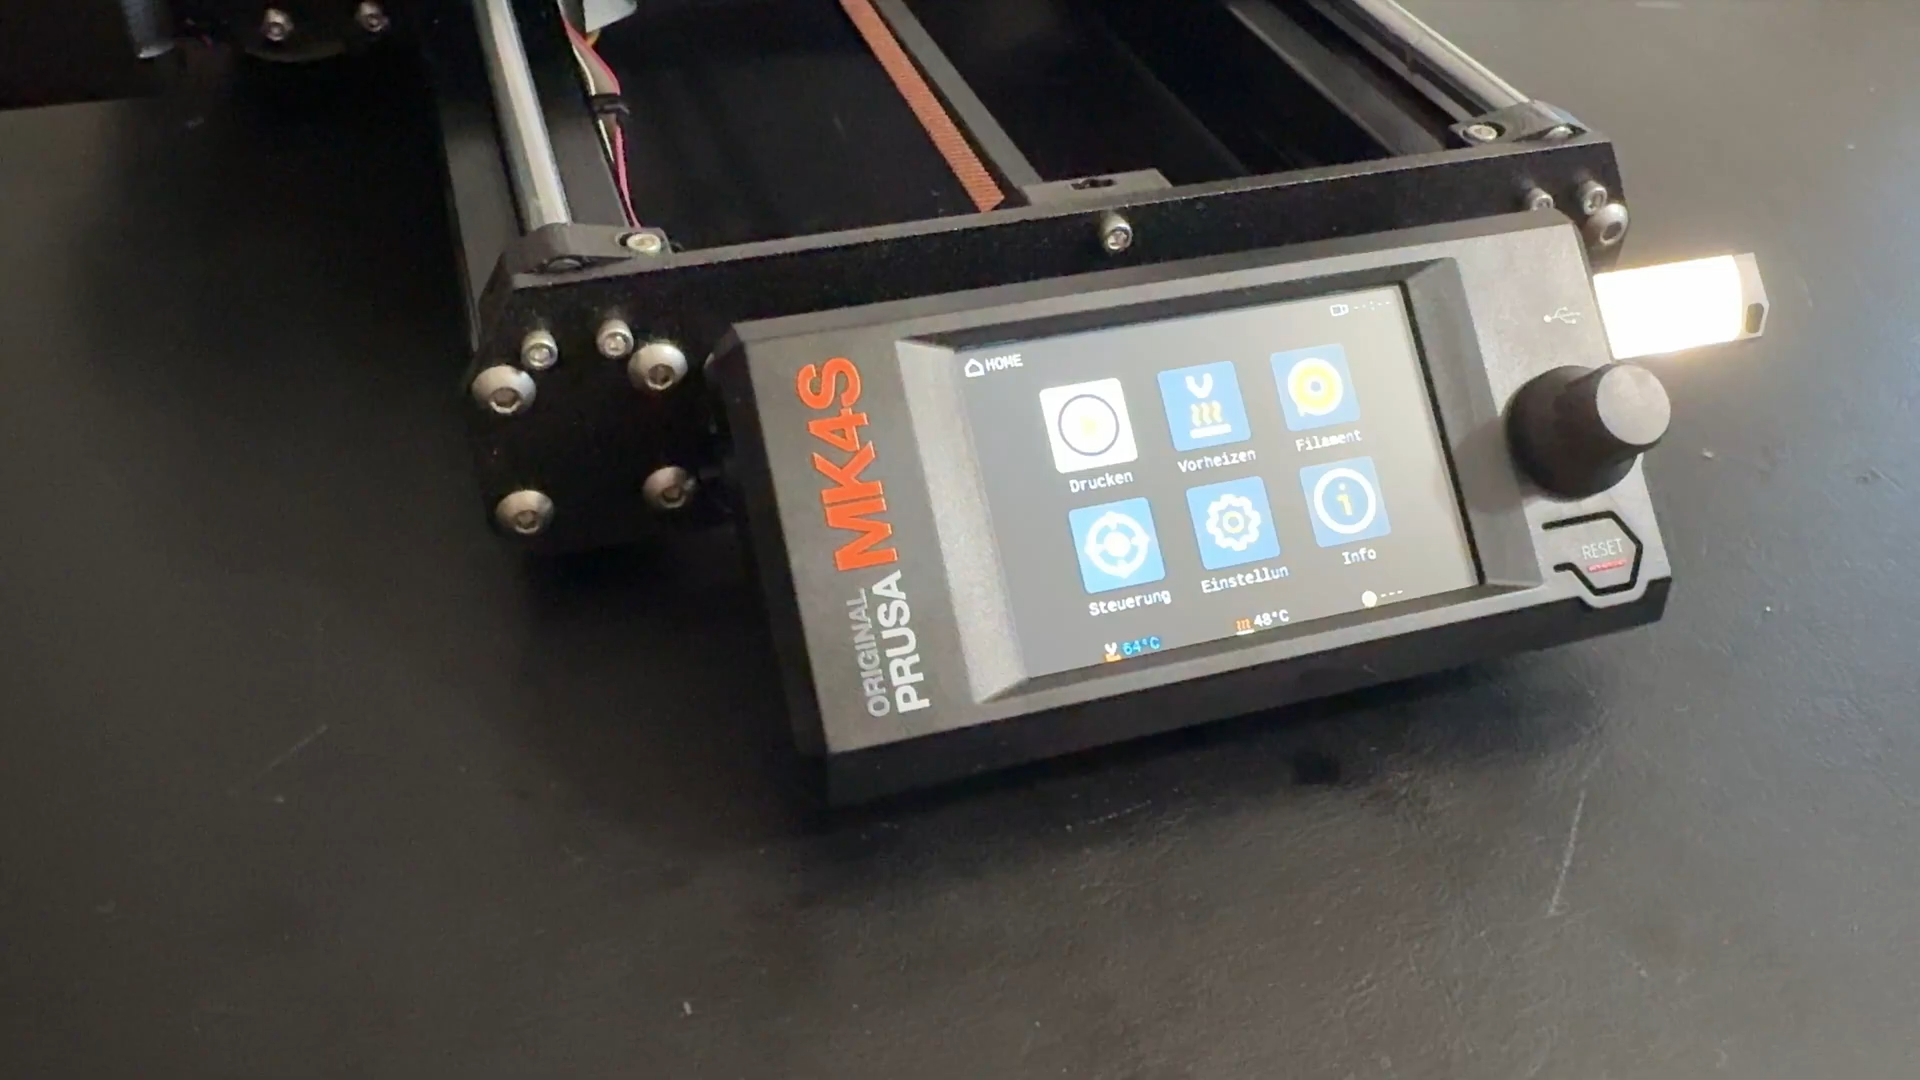 ORIGINAL
PRUSA MK4S
HOME
--:--
Drucken
Vorheizen
Filament
Steuerung
Einstellun
Info
64°C
48°C
---
RESET